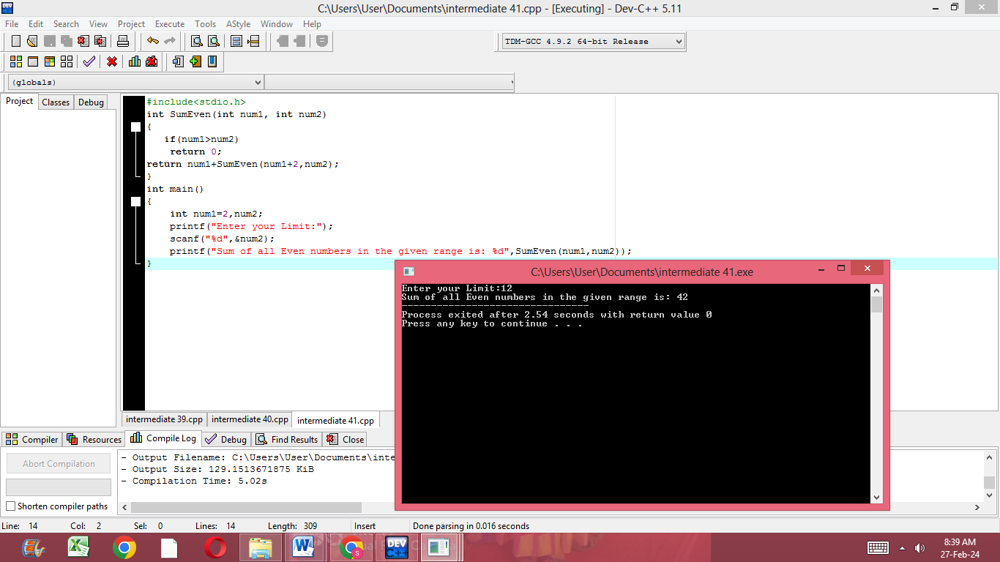 C:\Users\User\Documents\intermediate 41.cpp - [Executing] - Dev-C++ 5.11
File Edit Search View Project Execute Tools AStyle Window Help
TDM-GCC 4.9.2 64-bit Release
(globals)
Project Classes Debug
#include<stdio.h>
int SumEven(int num1, int num2)
{
if(num1>num2)
return 0;
return num1+SumEven(num1+2,num2);
}
int main()
{
int num1=2,num2;
printf("Enter your Limit:");
scanf("%d",&num2);
printf("Sum of all Even numbers in the given range is: %d",SumEven(num1,num2));
}
C:\Users\User\Documents\intermediate 41.exe
Enter your Limit:12
Sum of all Even numbers in the given range is: 42
--------------------------------
Process exited after 2.54 seconds with return value 0
Press any key to continue . . .
intermediate 39.cpp intermediate 40.cpp intermediate 41.cpp
Compiler Resources Compile Log Debug Find Results Close
Abort Compilation
Shorten compiler paths
- Output Filename: C:\Users\User\Documents\inte
- Output Size: 129.1513671875 KiB
- Compilation Time: 5.02s
Line: 14 Col: 2 Sel: 0 Lines: 14 Length: 309 Insert Done parsing in 0.016 seconds
DEV
C++
8:39 AM
27-Feb-24